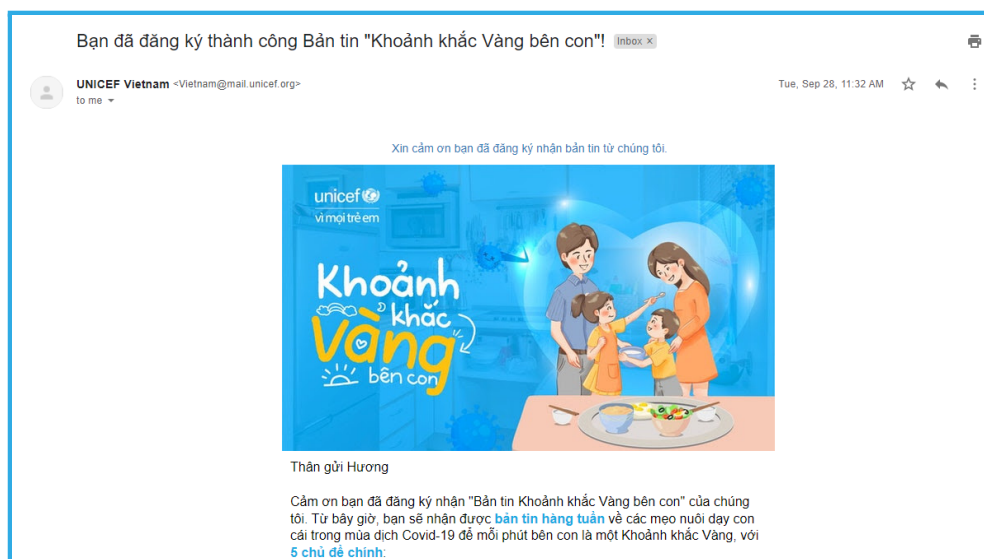 Bạn đã đăng ký thành công Bản tin "Khoảnh khắc Vàng bên con"! Inbox ×
UNICEF Vietnam <Vietnam@mail.unicef.org> Tue, Sep 28, 11:32 AM
to me
Xin cảm ơn bạn đã đăng ký nhận bản tin từ chúng tôi.
unicef
vì mọi trẻ em
Khoảnh
khắc
Vàng
bên con
Thân gửi Hương
Cảm ơn bạn đã đăng ký nhận "Bản tin Khoảnh khắc Vàng bên con" của chúng
tôi. Từ bây giờ, bạn sẽ nhận được bản tin hàng tuần về các mẹo nuôi dạy con
cái trong mùa dịch Covid-19 để mỗi phút bên con là một Khoảnh khắc Vàng, với
5 chủ đề chính: